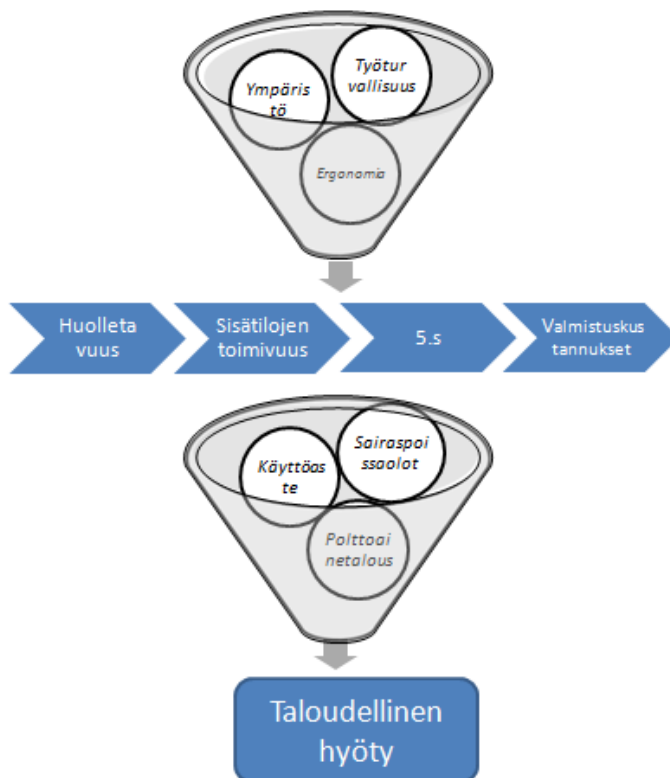 Ympäris
tö
Työtur
vallisuus
Ergonomia
Huolleta
vuus
Sisätilojen
toimivuus
5.s
Valmistuskus
tannukset
Käyttöas
te
Sairaspoi
ssaolot
Polttoai
netalous
Taloudellinen
hyöty